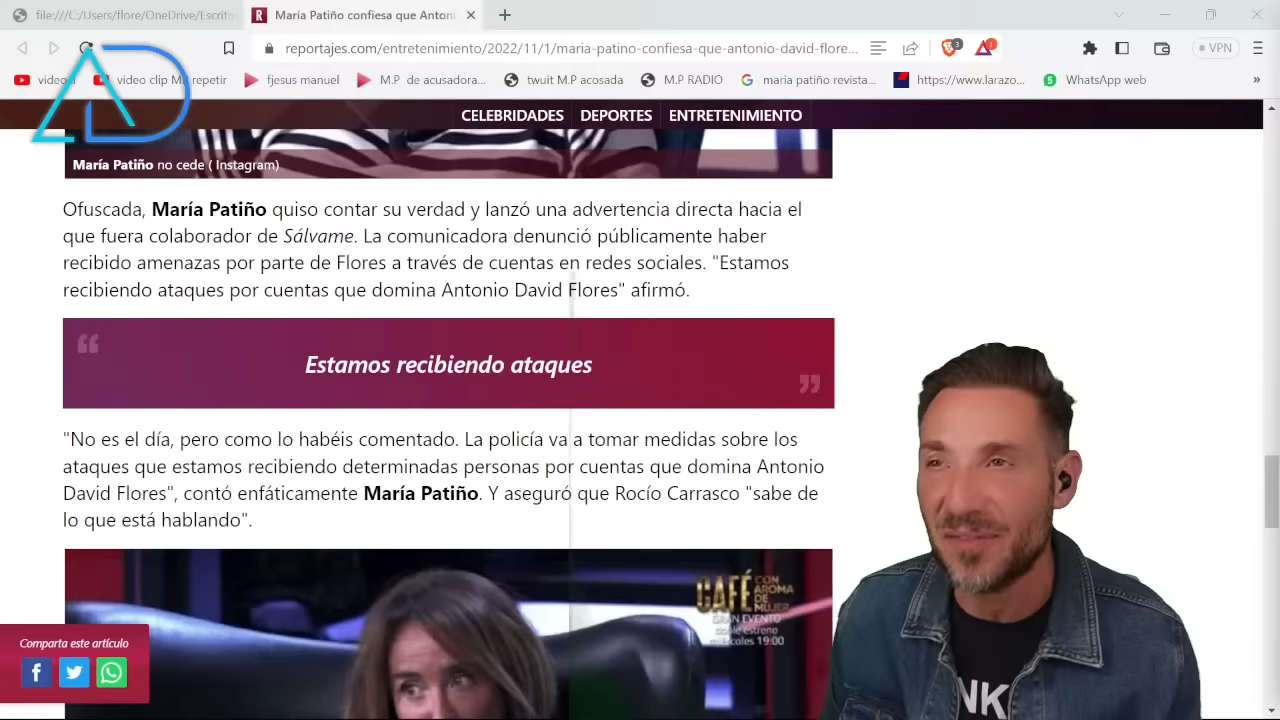 file:///C:/Users/flore/OneDrive/Escrito
María Patiño confiesa que Antoni
reportajes.com/entretenimiento/2022/11/1/maria-patino-confiesa-que-antonio-david-flore...
VPN
video
video clip M repetir
fjesus manuel
M.P de acusadora...
twuit M.P acosada
M.P RADIO
maria patiño revista...
https://www.larazo...
WhatsApp web
»
AD
CELEBRIDADES DEPORTES ENTRETENIMIENTO
María Patiño no cede ( Instagram)
Ofuscada, María Patiño quiso contar su verdad y lanzó una advertencia directa hacia el
que fuera colaborador de Sálvame. La comunicadora denunció públicamente haber
recibido amenazas por parte de Flores a través de cuentas en redes sociales. "Estamos
recibiendo ataques por cuentas que domina Antonio David Flores" afirmó.
Estamos recibiendo ataques
"No es el día, pero como lo habéis comentado. La policía va a tomar medidas sobre los
ataques que estamos recibiendo determinadas personas por cuentas que domina Antonio
David Flores", contó enfáticamente María Patiño. Y aseguró que Rocío Carrasco "sabe de
lo que está hablando".
CAFÉ CON
AROMA
DE
MUJER
GRAN EVENTO
doble estreno
miércoles 19:00
Comparta este artículo
NK